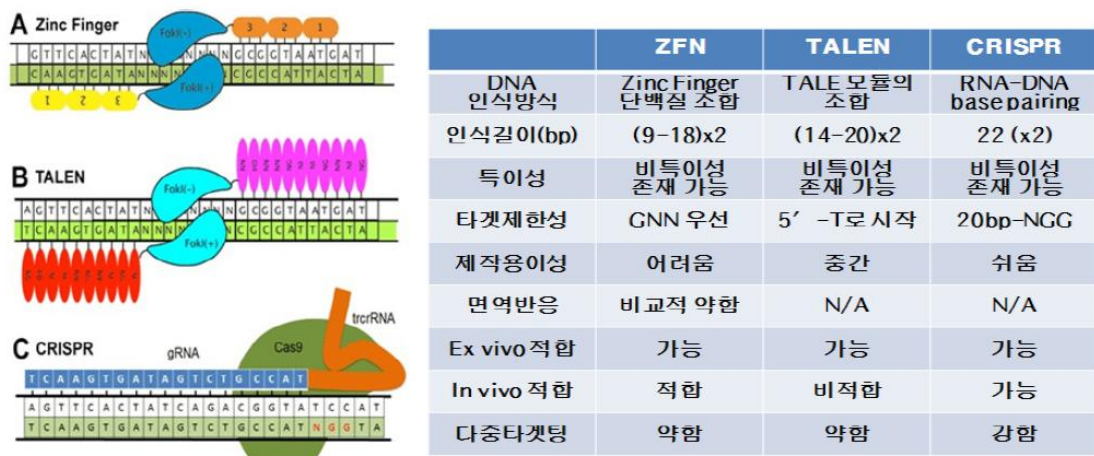 A Zinc Finger
FokI(-)
3 2 1
GTTCACTATN NNNNGCGGTAATGAT
CAAGTGATANNN CGCCATTACTA
1 2 3
FokI(+)
B TALEN
FokI(-)
AGTTCACTATN NNNNGCGGTAATGAT
TCAAGTGATANNNN CGCCATTACTA
FokI(+)
C CRISPR
gRNA
Cas9
trcrRNA
TCAAGTGATAGTCTGCCAT
AGTTCACTATCAGACGGTATCCAT
TCAAGTGATAGTCTGCCATNGGTA
ZFN TALEN CRISPR
DNA 인식방식 Zinc Finger 단백질 조합 TALE 모듈의 조합 RNA-DNA base pairing
인식길이(bp) (9-18)x2 (14-20)x2 22 (x2)
특이성 비특이성 존재 가능 비특이성 존재 가능 비특이성 존재 가능
타겟제한성 GNN 우선 5′ -T로 시작 20bp-NGG
제작용이성 어려움 중간 쉬움
면역반응 비교적 약함 N/A N/A
Ex vivo 적합 가능 가능 가능
In vivo 적합 적합 비적합 가능
다중타겟팅 약함 약함 강함